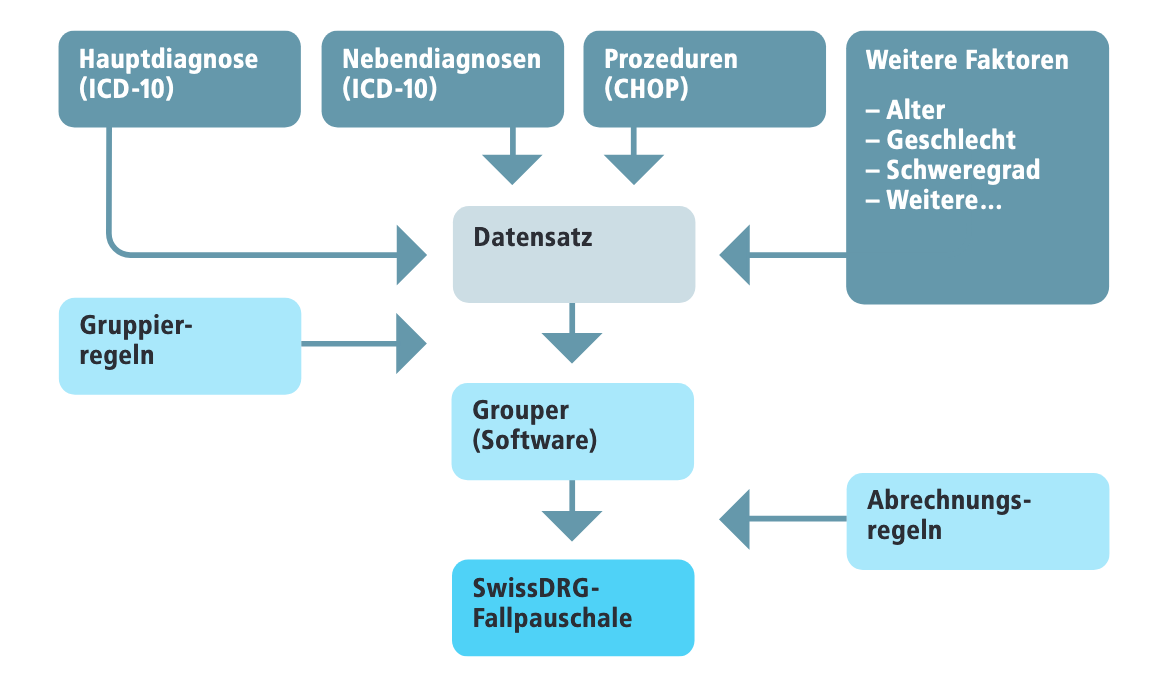 Hauptdiagnose
(ICD-10)
Nebendiagnosen
(ICD-10)
Prozeduren
(CHOP)
Weitere Faktoren
– Alter
– Geschlecht
– Schweregrad
– Weitere...
Datensatz
Gruppier-
regeln
Grouper
(Software)
Abrechnungs-
regeln
SwissDRG-
Fallpauschale